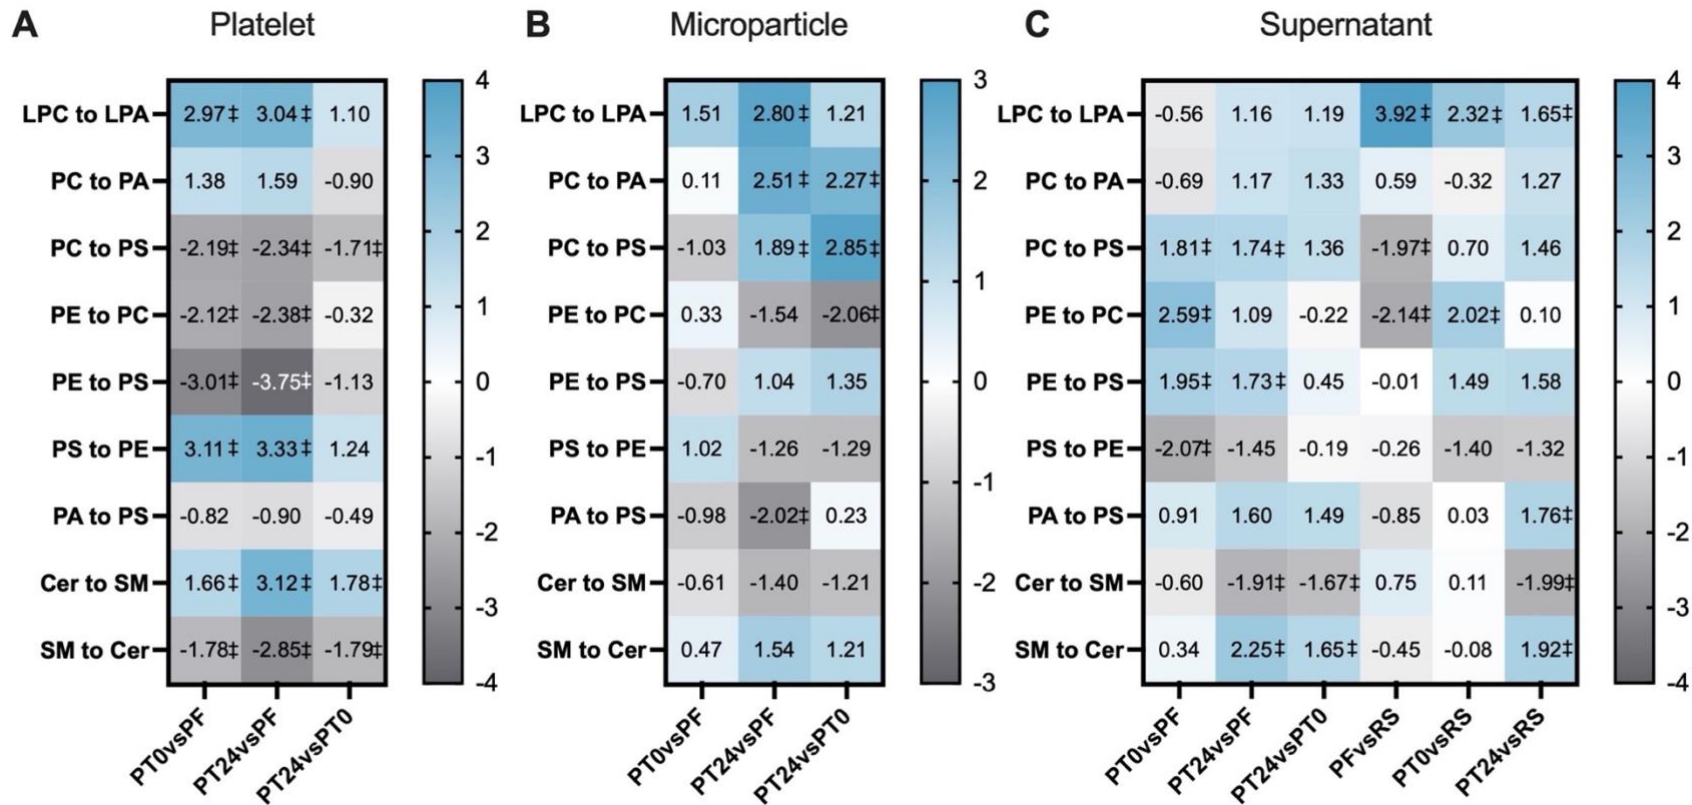 A Platelet
LPC to LPA 2.97‡ 3.04‡ 1.10
PC to PA 1.38 1.59 -0.90
PC to PS -2.19‡ -2.34‡ -1.71‡
PE to PC -2.12‡ -2.38‡ -0.32
PE to PS -3.01‡ -3.75‡ -1.13
PS to PE 3.11‡ 3.33‡ 1.24
PA to PS -0.82 -0.90 -0.49
Cer to SM 1.66‡ 3.12‡ 1.78‡
SM to Cer -1.78‡ -2.85‡ -1.79‡
PT0vsPF PT24vsPF PT24vsPT0
4
3
2
1
0
-1
-2
-3
-4
B Microparticle
LPC to LPA 1.51 2.80‡ 1.21
PC to PA 0.11 2.51‡ 2.27‡
PC to PS -1.03 1.89‡ 2.85‡
PE to PC 0.33 -1.54 -2.06‡
PE to PS -0.70 1.04 1.35
PS to PE 1.02 -1.26 -1.29
PA to PS -0.98 -2.02‡ 0.23
Cer to SM -0.61 -1.40 -1.21
SM to Cer 0.47 1.54 1.21
PT0vsPF PT24vsPF PT24vsPT0
3
2
1
0
-1
-2
-3
C Supernatant
LPC to LPA -0.56 1.16 1.19 3.92‡ 2.32‡ 1.65‡
PC to PA -0.69 1.17 1.33 0.59 -0.32 1.27
PC to PS 1.81‡ 1.74‡ 1.36 -1.97‡ 0.70 1.46
PE to PC 2.59‡ 1.09 -0.22 -2.14‡ 2.02‡ 0.10
PE to PS 1.95‡ 1.73‡ 0.45 -0.01 1.49 1.58
PS to PE -2.07‡ -1.45 -0.19 -0.26 -1.40 -1.32
PA to PS 0.91 1.60 1.49 -0.85 0.03 1.76‡
Cer to SM -0.60 -1.91‡ -1.67‡ 0.75 0.11 -1.99‡
SM to Cer 0.34 2.25‡ 1.65‡ -0.45 -0.08 1.92‡
PT0vsPF PT24vsPF PT24vsPT0 PFvsRS PT0vsRS PT24vsRS
4
3
2
1
0
-1
-2
-3
-4